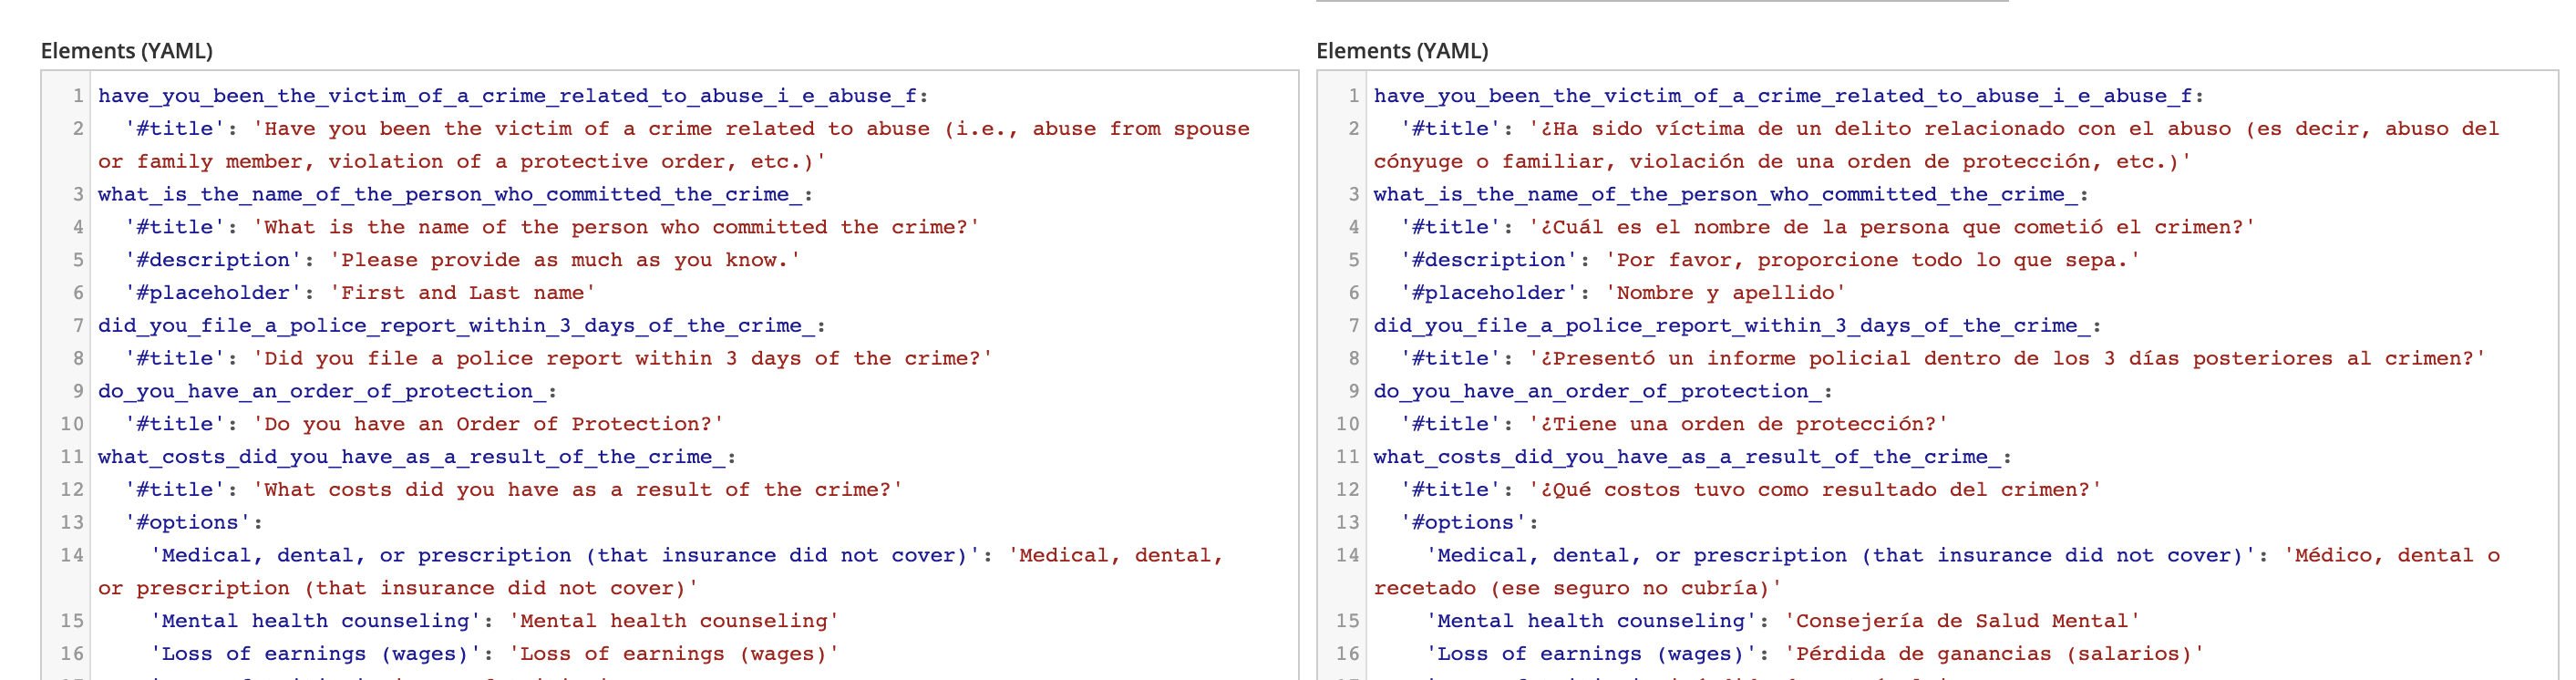 Elements (YAML)
1 have_you_been_the_victim_of_a_crime_related_to_abuse_i_e_abuse_f:
2 '#title': 'Have you been the victim of a crime related to abuse (i.e., abuse from spouse
or family member, violation of a protective order, etc.)'
3 what_is_the_name_of_the_person_who_committed_the_crime_:
4 '#title': 'What is the name of the person who committed the crime?'
5 '#description': 'Please provide as much as you know.'
6 '#placeholder': 'First and Last name'
7 did_you_file_a_police_report_within_3_days_of_the_crime_:
8 '#title': 'Did you file a police report within 3 days of the crime?'
9 do_you_have_an_order_of_protection_:
10 '#title': 'Do you have an Order of Protection?'
11 what_costs_did_you_have_as_a_result_of_the_crime_:
12 '#title': 'What costs did you have as a result of the crime?'
13 '#options':
14 'Medical, dental, or prescription (that insurance did not cover)': 'Medical, dental,
or prescription (that insurance did not cover)'
15 'Mental health counseling': 'Mental health counseling'
16 'Loss of earnings (wages)': 'Loss of earnings (wages)'
Elements (YAML)
1 have_you_been_the_victim_of_a_crime_related_to_abuse_i_e_abuse_f:
2 '#title': '¿Ha sido víctima de un delito relacionado con el abuso (es decir, abuso del
cónyuge o familiar, violación de una orden de protección, etc.)'
3 what_is_the_name_of_the_person_who_committed_the_crime_:
4 '#title': '¿Cuál es el nombre de la persona que cometió el crimen?'
5 '#description': 'Por favor, proporcione todo lo que sepa.'
6 '#placeholder': 'Nombre y apellido'
7 did_you_file_a_police_report_within_3_days_of_the_crime_:
8 '#title': '¿Presentó un informe policial dentro de los 3 días posteriores al crimen?'
9 do_you_have_an_order_of_protection_:
10 '#title': '¿Tiene una orden de protección?'
11 what_costs_did_you_have_as_a_result_of_the_crime_:
12 '#title': '¿Qué costos tuvo como resultado del crimen?'
13 '#options':
14 'Medical, dental, or prescription (that insurance did not cover)': 'Médico, dental o
recetado (ese seguro no cubría)'
15 'Mental health counseling': 'Consejería de Salud Mental'
16 'Loss of earnings (wages)': 'Pérdida de ganancias (salarios)'